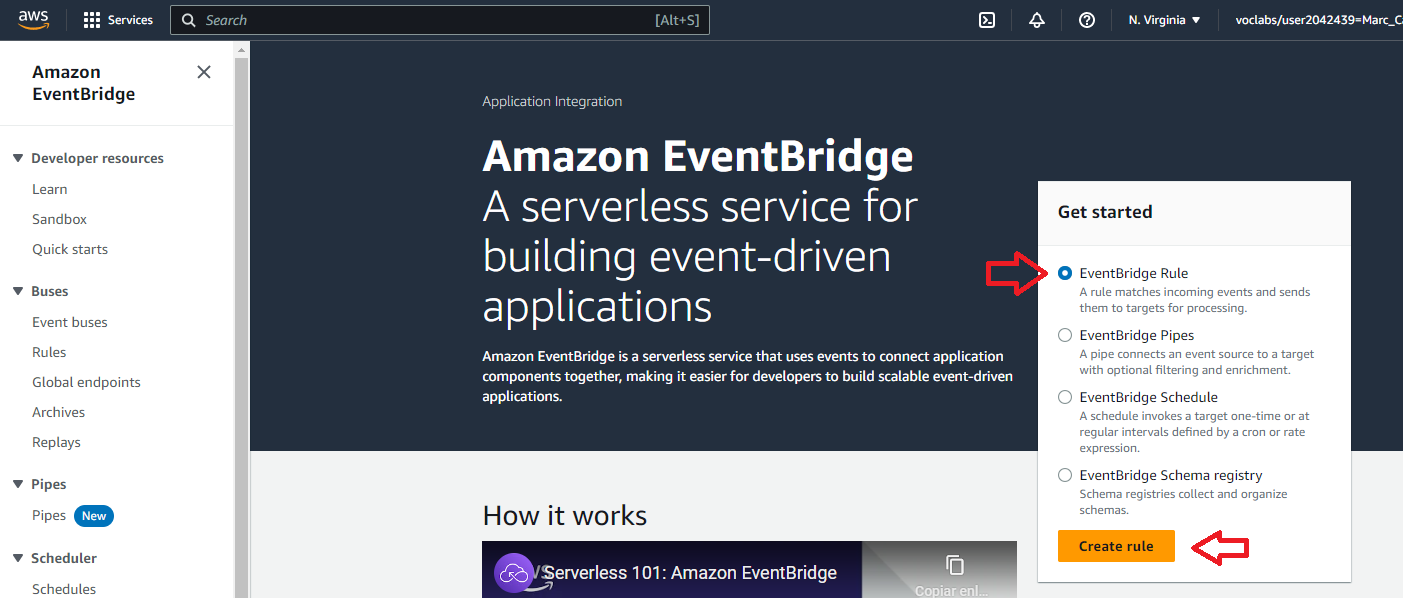 aws
Services
Search
[Alt+S]
N. Virginia
Amazon
EventBridge
Developer resources
Learn
Sandbox
Quick starts
Buses
Event buses
Rules
Global endpoints
Archives
Replays
Pipes
Pipes New
Scheduler
Schedules
Application Integration
Amazon EventBridge
A serverless service for
building event-driven
applications
Amazon EventBridge is a serverless service that uses events to connect application
components together, making it easier for developers to build scalable event-driven
applications.
Get started
EventBridge Rule
A rule matches incoming events and sends
them to targets for processing.
EventBridge Pipes
A pipe connects an event source to a target
with optional filtering and enrichment.
EventBridge Schedule
A schedule invokes a target one-time or at
regular intervals defined by a cron or rate
expression.
EventBridge Schema registry
Schema registries collect and organize
schemas.
Create rule
How it works
aws
Serverless 101: Amazon EventBridge
Copiar enl...